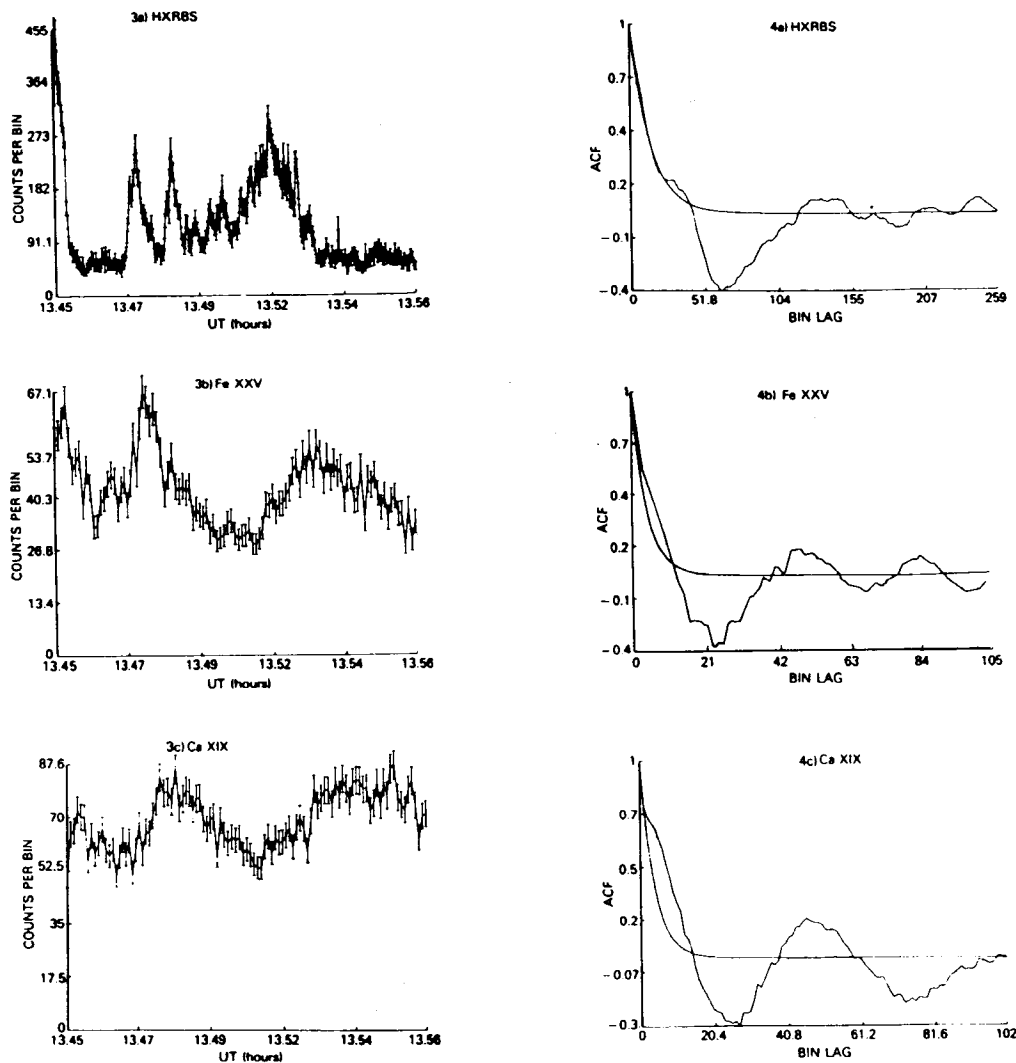 3a) HXRBS
455
364
273
182
91.1
0
COUNTS PER BIN
13.45 13.47 13.49 13.52 13.54 13.56
UT (hours)
4a) HXRBS
1
0.7
0.4
0.2
-0.1
-0.4
ACF
0 51.8 104 155 207 259
BIN LAG
3b) Fe XXV
67.1
53.7
40.3
26.8
13.4
0
COUNTS PER BIN
13.45 13.47 13.49 13.52 13.54 13.56
UT (hours)
4b) Fe XXV
1
0.7
0.4
0.2
-0.1
-0.4
ACF
0 21 42 63 84 105
BIN LAG
3c) Ca XIX
87.6
70
52.5
35
17.5
0
COUNTS PER BIN
13.45 13.47 13.49 13.52 13.54 13.56
UT (hours)
4c) Ca XIX
1
0.7
0.5
0.2
-0.07
-0.3
ACF
0 20.4 40.8 61.2 81.6 102
BIN LAG